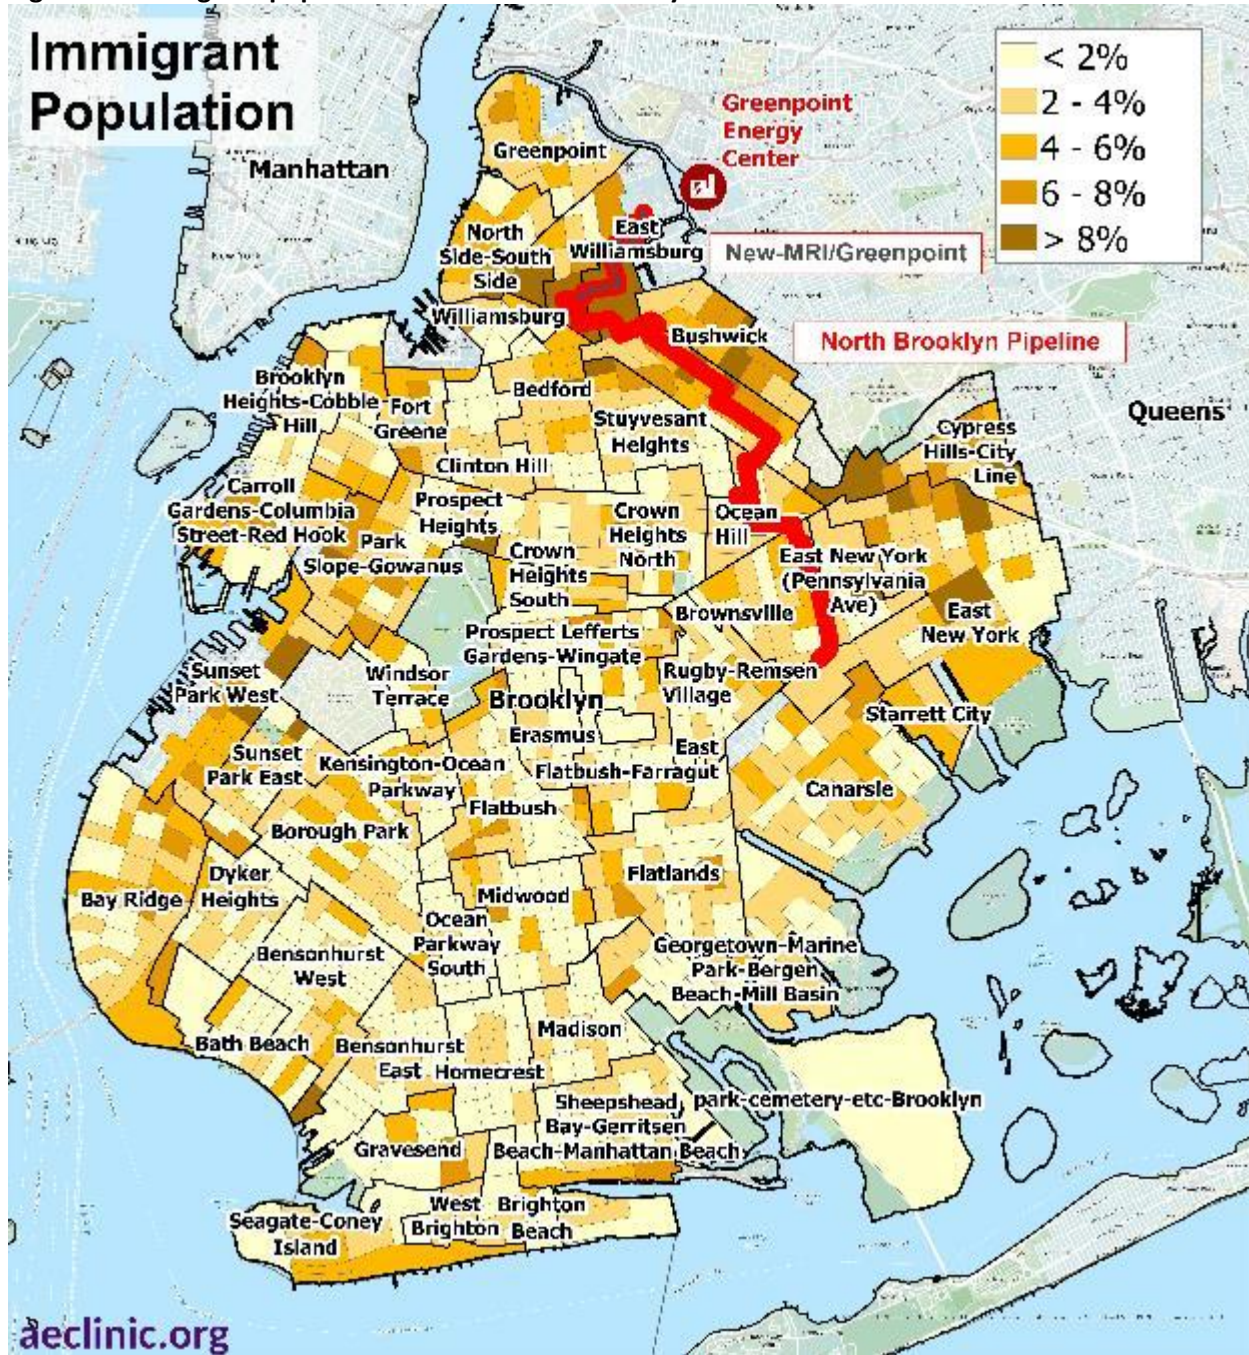 Immigrant
Population
< 2%
2 - 4%
4 - 6%
6 - 8%
> 8%
Greenpoint
Energy
Center
Manhattan
Greenpoint
East
Williamsburg
New-MRI/Greenpoint
North
Side-South
Side
Williamsburg
Bushwick
North Brooklyn Pipeline
Queens
Brooklyn
Heights-Cobble
Hill
Fort
Greene
Bedford
Stuyvesant
Heights
Cypress
Hills-City
Line
Clinton Hill
Carroll
Gardens-Columbia
Street-Red Hook
Prospect
Heights
Park
Slope-Gowanus
Crown
Heights
North
Ocean
Hill
Crown
Heights
South
East New York
(Pennsylvania
Ave)
Brownsville
East
New York
Prospect Lefferts
Gardens-Wingate
Sunset
Park West
Windsor
Terrace
Rugby-Remsen
Village
Brooklyn
Starrett City
Erasmus
Sunset
Park East
Kensington-Ocean
Parkway
East
Flatbush-Farragut
Canarsie
Flatbush
Borough Park
Bay Ridge
Dyker
Heights
Midwood
Flatlands
Ocean
Parkway
South
Bensonhurst
West
Georgetown-Marine
Park-Bergen
Beach-Mill Basin
Bath Beach
Bensonhurst
East
Homecrest
Madison
Sheepshead
Bay-Gerritsen
Beach-Manhattan Beach
park-cemetery-etc-Brooklyn
Gravesend
Seagate-Coney
Island
West
Brighton
Brighton
Beach
aeclinic.org